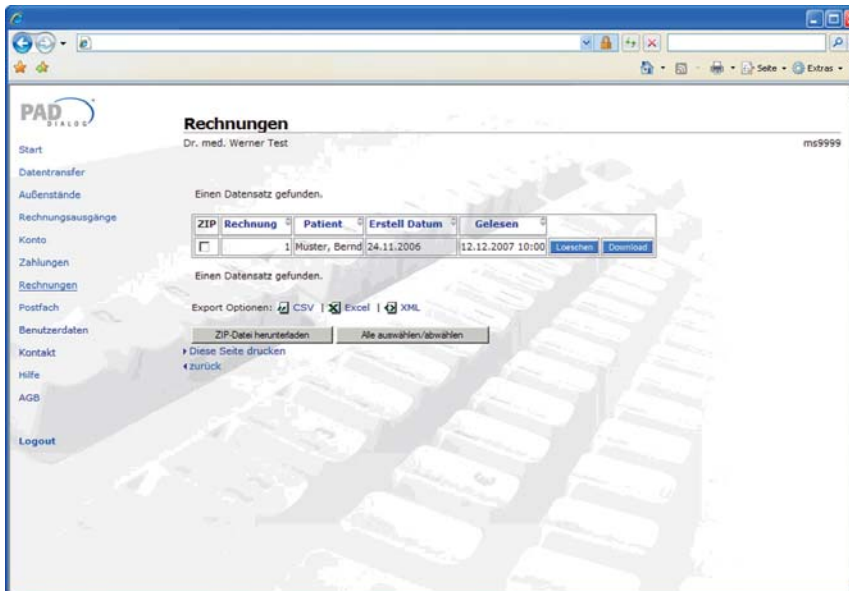 Seite
Extras
PAD
DIALOG
Start
Datentransfer
Außenstände
Rechnungsausgänge
Konto
Zahlungen
Rechnungen
Postfach
Benutzerdaten
Kontakt
Hilfe
AGB
Logout
Rechnungen
Dr. med. Werner Test ms9999
Einen Datensatz gefunden.
ZIP Rechnung Patient Erstell Datum Gelesen
1 Muster, Bernd 24.11.2006 12.12.2007 10:00 Loeschen Download
Einen Datensatz gefunden.
Export Optionen: CSV | Excel | XML
ZIP-Datei herunterladen Alle auswählen/abwählen
Diese Seite drucken
zurück